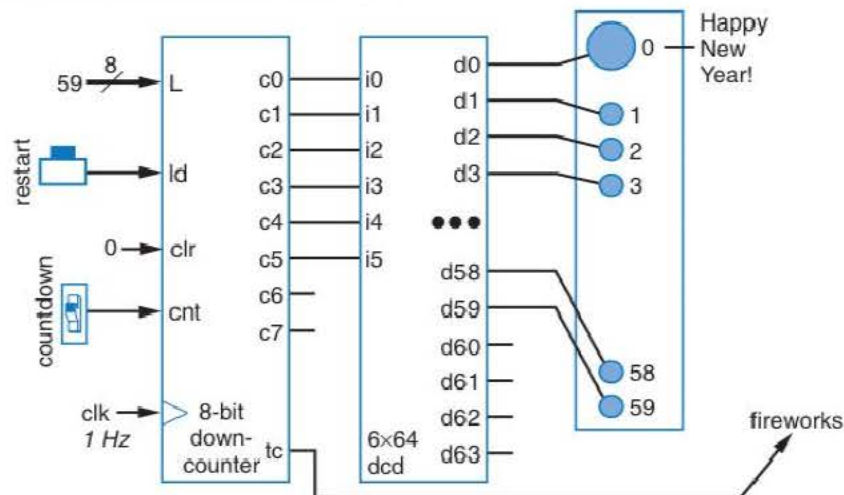 59
8
L
restart
ld
0
clr
countdown
cnt
clk
1 Hz
8-bit
down-
counter
c0
c1
c2
c3
c4
c5
c6
c7
tc
i0
i1
i2
i3
i4
i5
6×64
dcd
d0
d1
d2
d3
d58
d59
d60
d61
d62
d63
0
1
2
3
58
59
Happy
New
Year!
fireworks